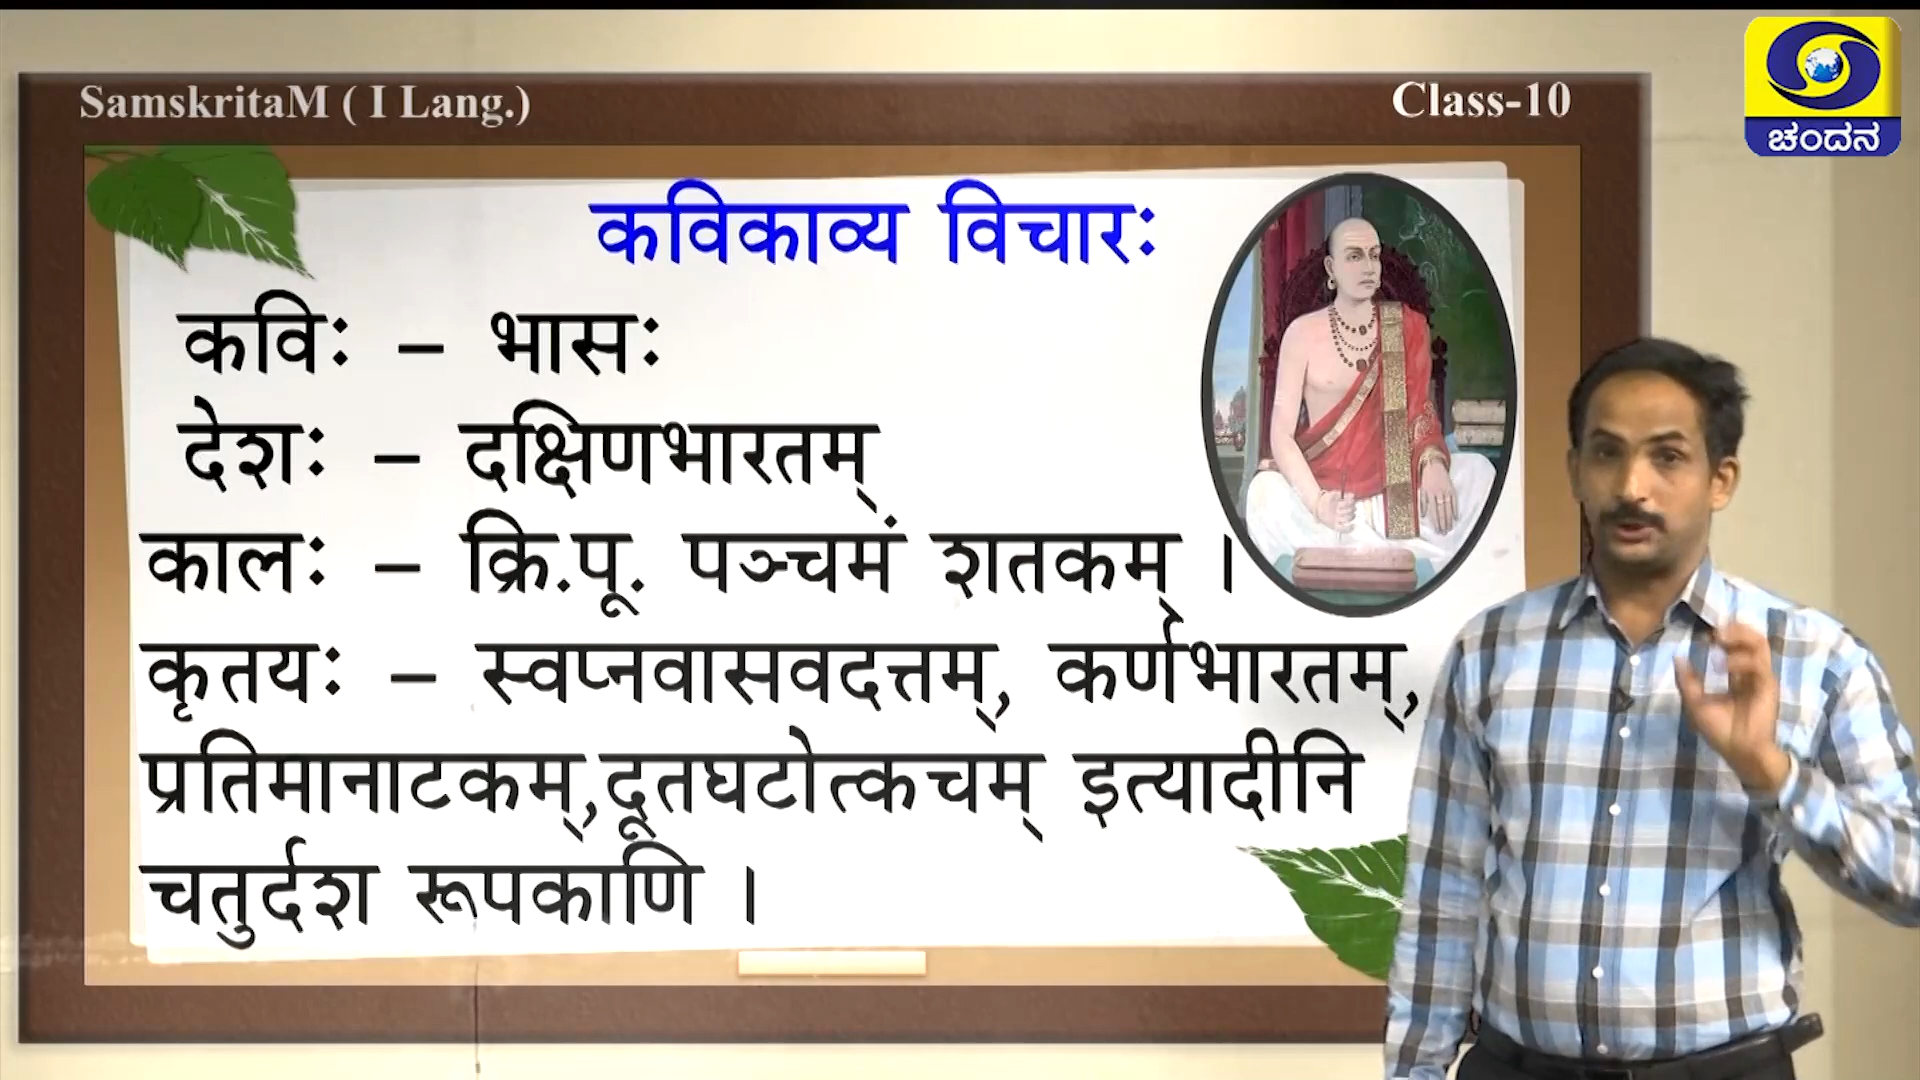 SamskritaM ( I Lang.)
Class-10
ಚಂದನ
कविकाव्य विचारः
कविः – भासः
देशः – दक्षिणभारतम्
कालः – क्रि.पू. पञ्चमं शतकम् ।
कृतयः – स्वप्नवासवदत्तम्, कर्णभारतम्,
प्रतिमानाटकम्,दूतघटोत्कचम् इत्यादीनि
चतुर्दश रूपकाणि ।